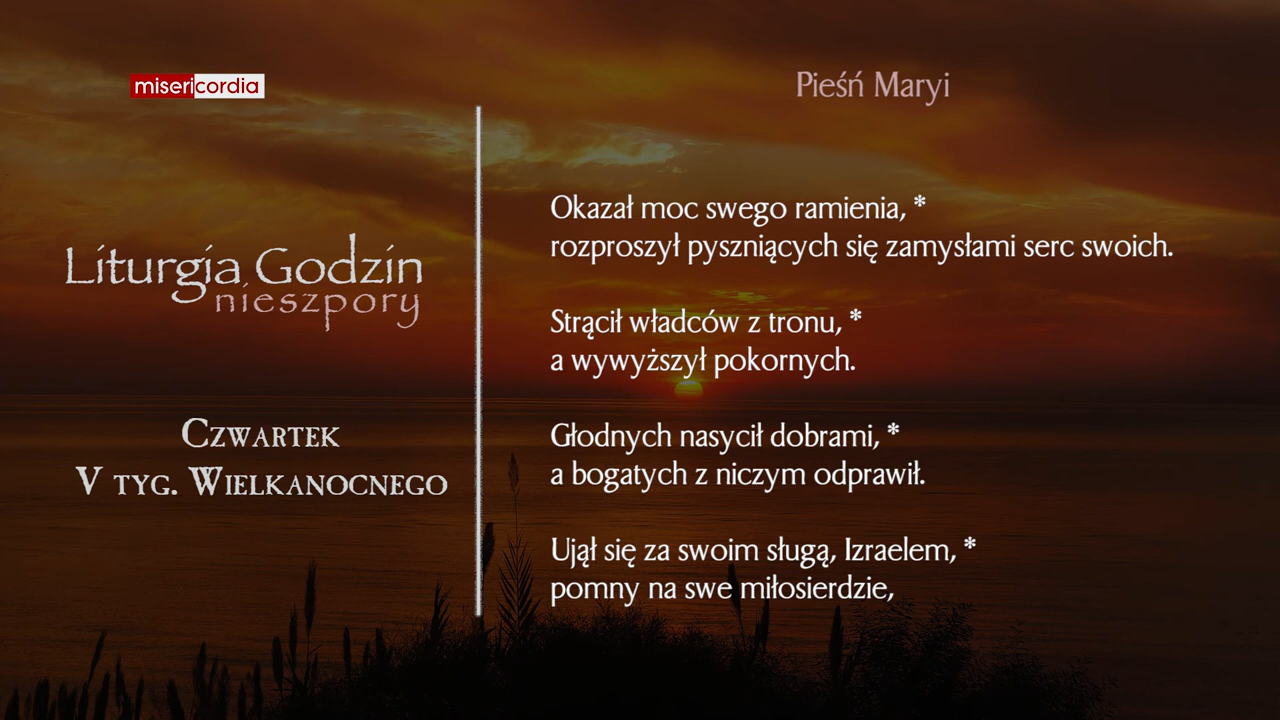 misericordia
Liturgia Godzin
nieszpory
Czwartek
V tyg. Wielkanocnego
Pieśń Maryi
Okazał moc swego ramienia, *
rozproszył pyszniących się zamysłami serc swoich.
Strącił władców z tronu, *
a wywyższył pokornych.
Głodnych nasycił dobrami, *
a bogatych z niczym odprawił.
Ujął się za swoim sługą, Izraelem, *
pomny na swe miłosierdzie,